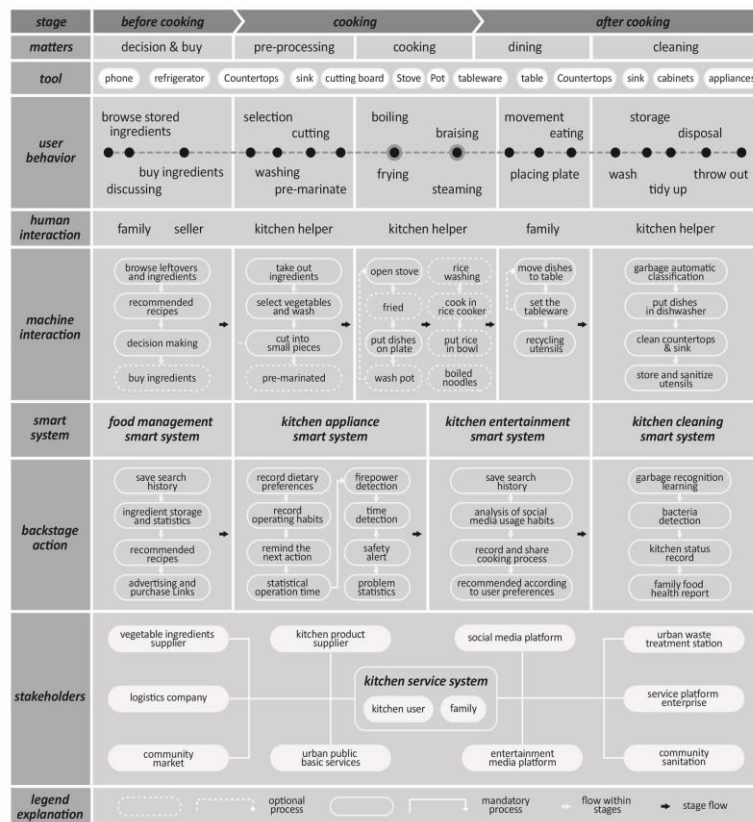 stage
before cooking
cooking
after cooking
matters
decision & buy
pre-processing
cooking
dining
cleaning
tool
phone
refrigerator
Countertops
sink
cutting board
Stove
Pot
tableware
table
Countertops
sink
cabinets
appliances
user
behavior
browse stored
ingredients
buy ingredients
discussing
selection
cutting
washing
pre-marinate
boiling
braising
frying
steaming
movement
eating
placing plate
storage
disposal
wash
throw out
tidy up
human
interaction
family
seller
kitchen helper
kitchen helper
family
kitchen helper
machine
interaction
browse leftovers
and ingredients
recommended
recipes
decision making
buy ingredients
take out
ingredients
select vegetables
and wash
cut into
small pieces
pre-marinated
open stove
fried
put dishes
on plate
wash pot
rice
washing
cook in
rice cooker
put rice
in bowl
boiled
noodles
move dishes
to table
set the
tableware
recycling
utensils
garbage automatic
classification
put dishes
in dishwasher
clean countertops
& sink
store and sanitize
utensils
smart
system
food management
smart system
kitchen appliance
smart system
kitchen entertainment
smart system
kitchen cleaning
smart system
backstage
action
save search
history
ingredient storage
and statistics
recommended
recipes
advertising and
purchase Links
record dietary
preferences
record
operating habits
remind the
next action
statistical
operation time
firepower
detection
time
detection
safety
alert
problem
statistics
save search
history
analysis of social
media usage habits
record and share
cooking process
recommended according
to user preferences
garbage recognition
learning
bacteria
detection
kitchen status
record
family food
health report
stakeholders
vegetable ingredients
supplier
kitchen product
supplier
social media platform
urban waste
treatment station
logistics company
kitchen service system
kitchen user
family
service platform
enterprise
community
market
urban public
basic services
entertainment
media platform
community
sanitation
legend
explanation
optional
process
mandatory
process
flow within
stages
stage flow